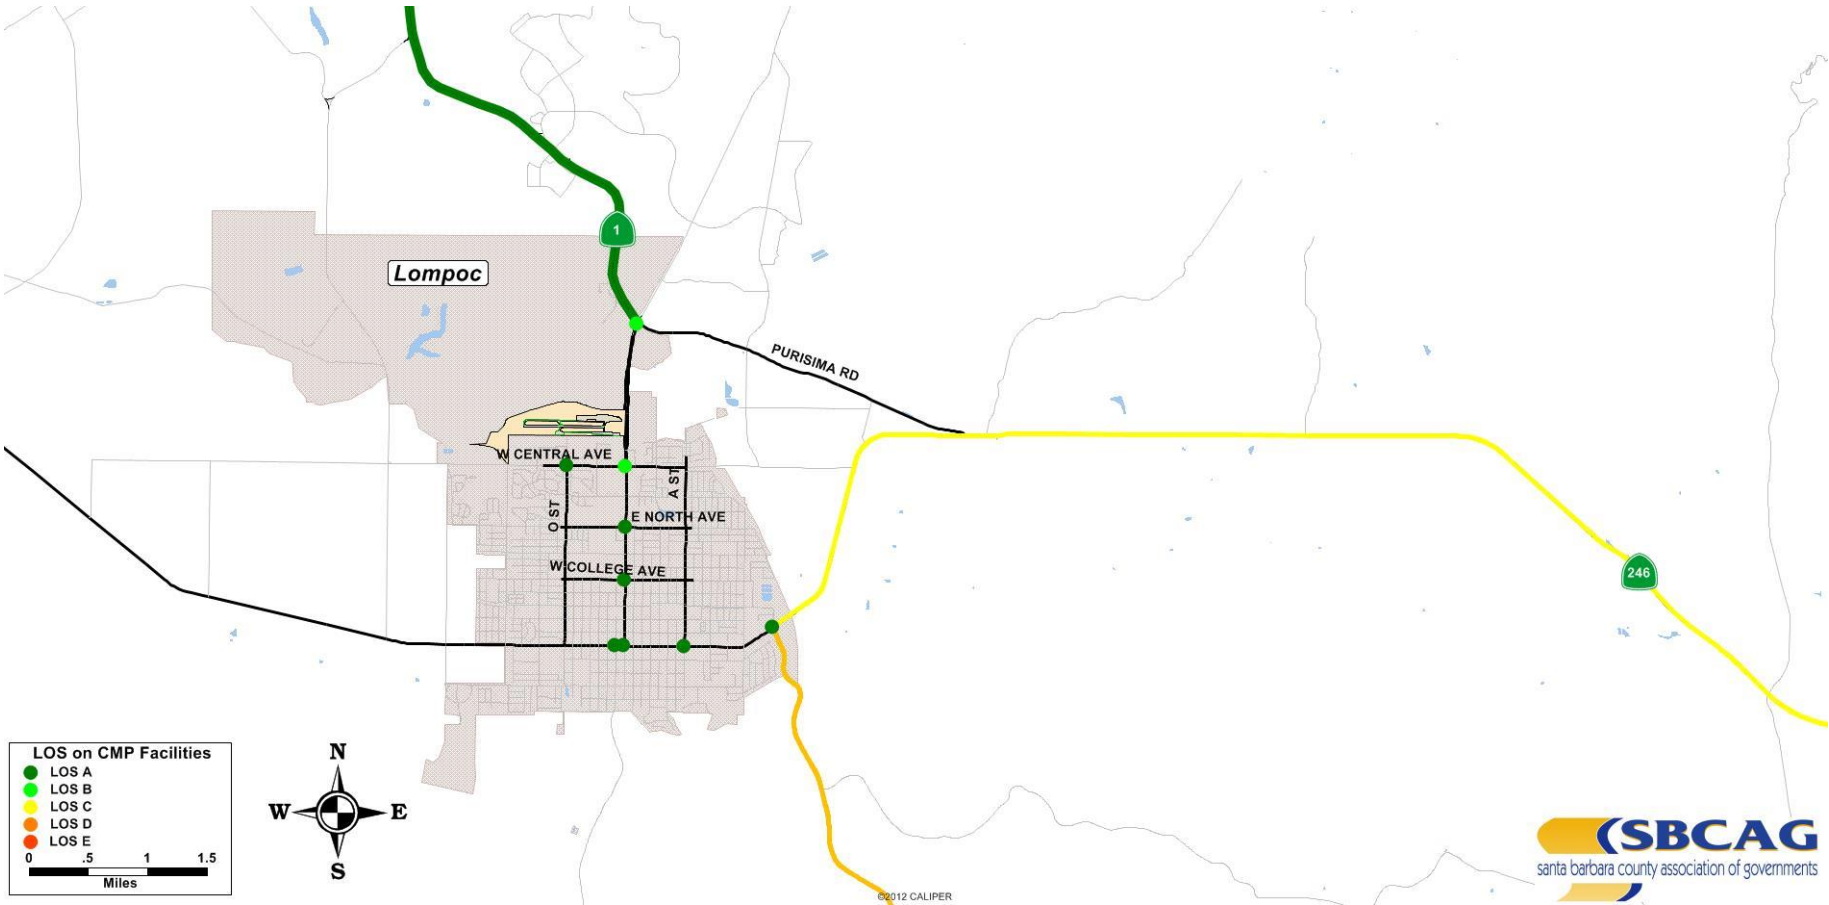 1
Lompoc
PURISIMA RD
W CENTRAL AVE
A ST
O ST
E NORTH AVE
W COLLEGE AVE
246
LOS on CMP Facilities
LOS A
LOS B
LOS C
LOS D
LOS E
0 .5 1 1.5
Miles
N
W E
S
©2012 CALIPER
SBCAG
santa barbara county association of governments